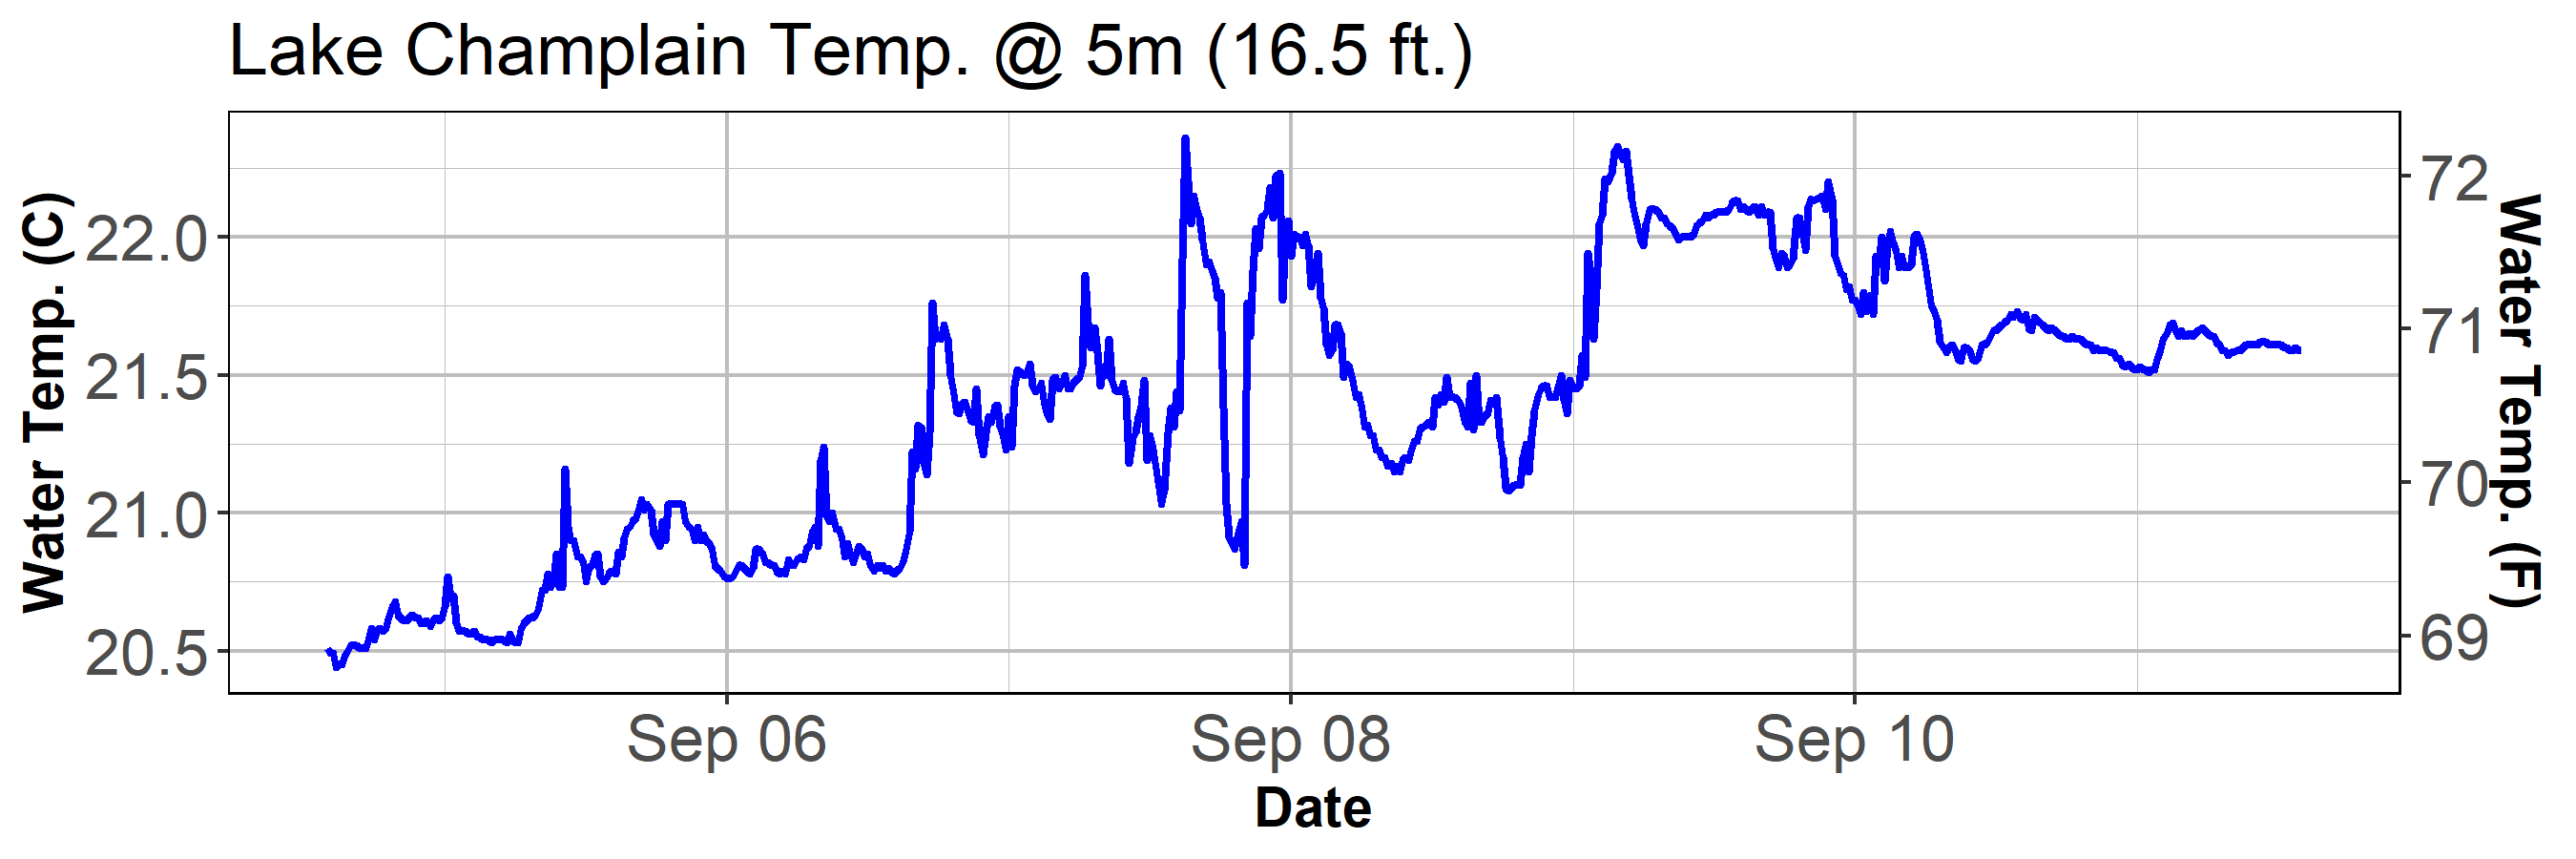 Lake Champlain Temp. @ 5m (16.5 ft.)
Water Temp. (C)
22.0
21.5
21.0
20.5
72
71
70
69
Water Temp. (F)
Sep 06
Sep 08
Sep 10
Date